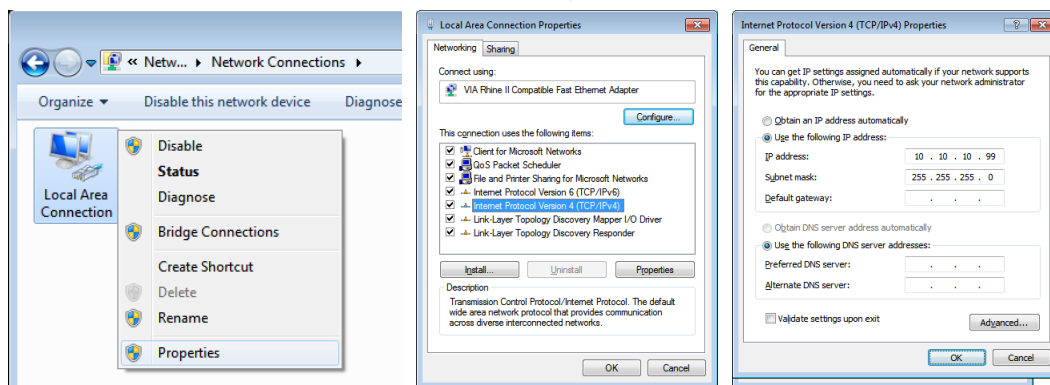 « Netw... ▸ Network Connections ▸
Organize ▾ Disable this network device Diagnose
Local Area
Connection
Disable
Status
Diagnose
Bridge Connections
Create Shortcut
Delete
Rename
Properties
Local Area Connection Properties
Networking Sharing
Connect using:
VIA Rhine II Compatible Fast Ethernet Adapter
Configure...
This connection uses the following items:
Client for Microsoft Networks
QoS Packet Scheduler
File and Printer Sharing for Microsoft Networks
Internet Protocol Version 6 (TCP/IPv6)
Internet Protocol Version 4 (TCP/IPv4)
Link-Layer Topology Discovery Mapper I/O Driver
Link-Layer Topology Discovery Responder
Install... Uninstall Properties
Description
Transmission Control Protocol/Internet Protocol. The default
wide area network protocol that provides communication
across diverse interconnected networks.
OK Cancel
Internet Protocol Version 4 (TCP/IPv4) Properties
General
You can get IP settings assigned automatically if your network supports
this capability. Otherwise, you need to ask your network administrator
for the appropriate IP settings.
Obtain an IP address automatically
Use the following IP address:
IP address: 10 . 10 . 10 . 99
Subnet mask: 255 . 255 . 255 . 0
Default gateway: . . .
Obtain DNS server address automatically
Use the following DNS server addresses:
Preferred DNS server: . . .
Alternate DNS server: . . .
Validate settings upon exit
Advanced...
OK Cancel